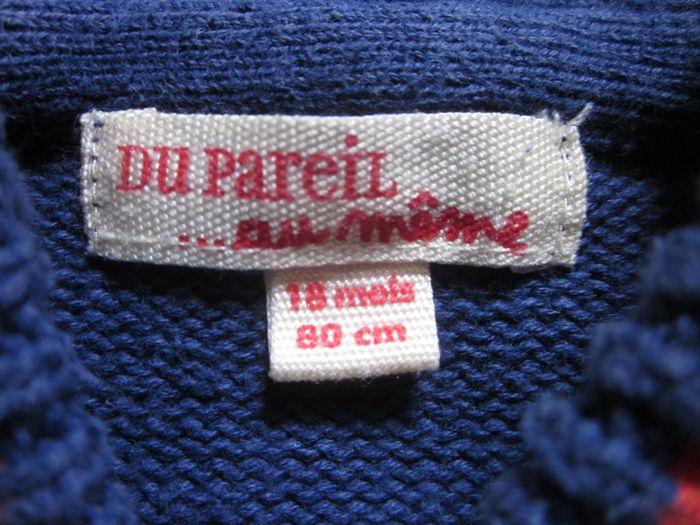 DU PareiL
...au même
18 mois
80 cm